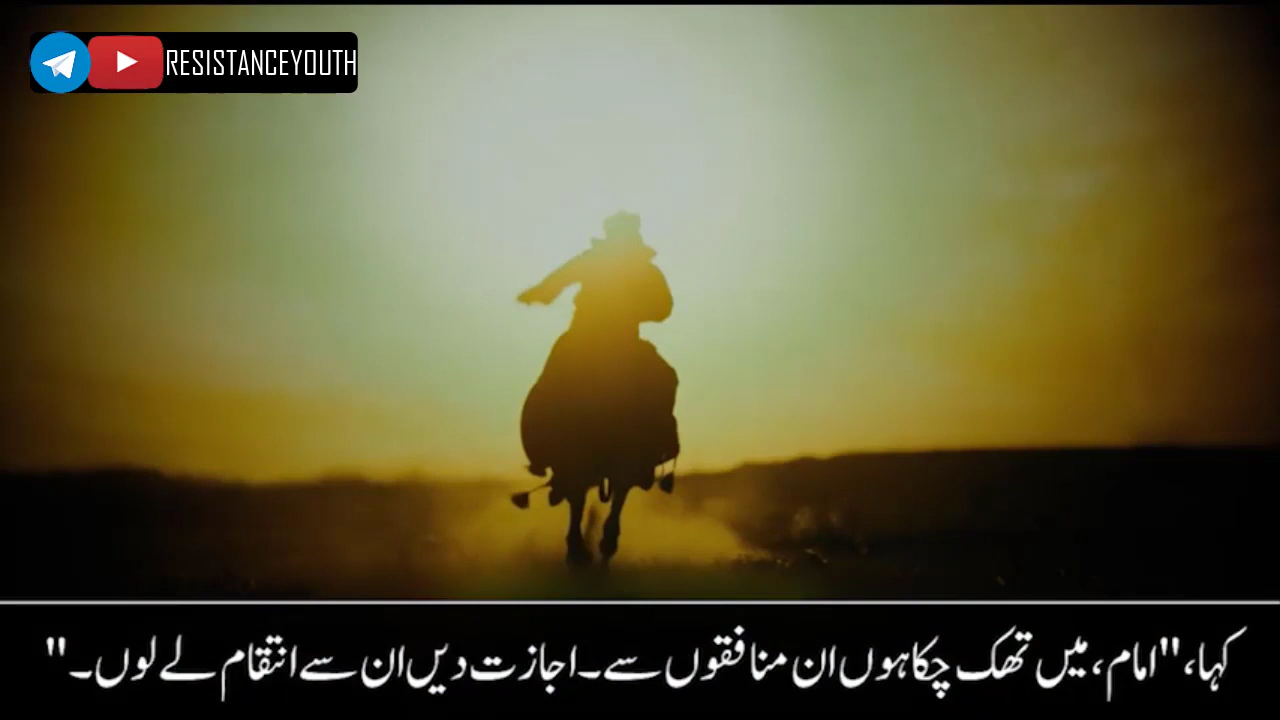 RESISTANCEYOUTH
کہا، "امام، میں تھک چکا ہوں ان منافقوں سے۔ اجازت دیں ان سے انتقام لے لوں۔"